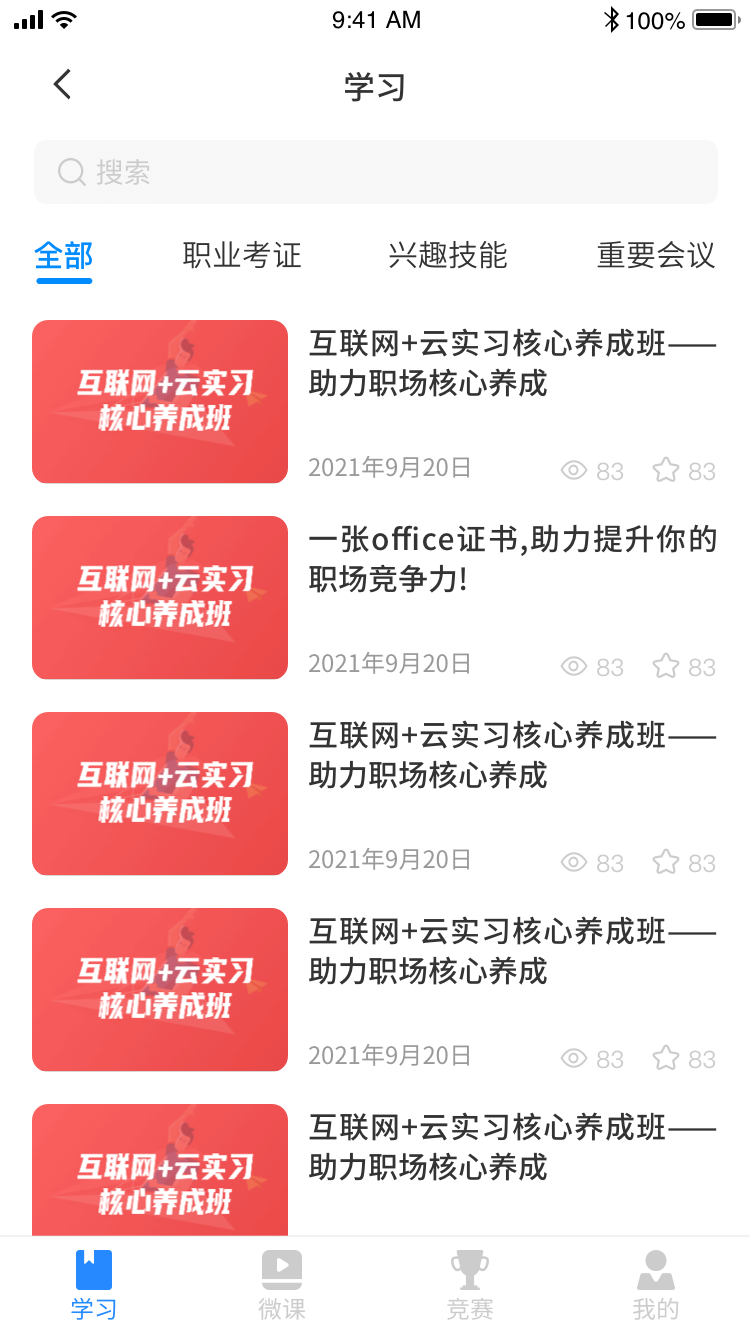 9:41 AM
100%
学习
搜索
全部 职业考证 兴趣技能 重要会议
互联网+云实习
核心养成班
互联网+云实习核心养成班——
助力职场核心养成
2021年9月20日 83 83
互联网+云实习
核心养成班
一张office证书,助力提升你的
职场竞争力!
2021年9月20日 83 83
互联网+云实习
核心养成班
互联网+云实习核心养成班——
助力职场核心养成
2021年9月20日 83 83
互联网+云实习
核心养成班
互联网+云实习核心养成班——
助力职场核心养成
2021年9月20日 83 83
互联网+云实习
核心养成班
互联网+云实习核心养成班——
助力职场核心养成
学习 微课 竞赛 我的